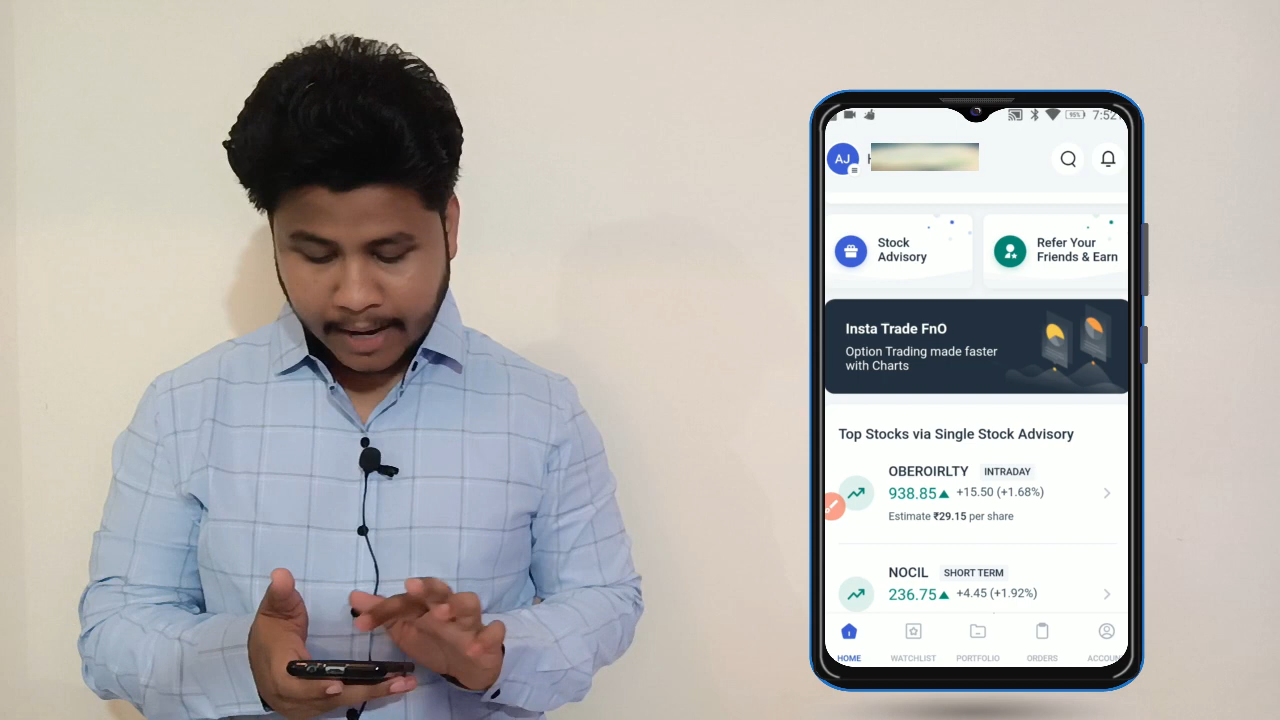 95%
7:52
AJ
Stock
Advisory
Refer Your
Friends & Earn
Insta Trade FnO
Option Trading made faster
with Charts
Top Stocks via Single Stock Advisory
OBEROIRLTY INTRADAY
938.85 +15.50 (+1.68%)
Estimate ₹29.15 per share
NOCIL SHORT TERM
236.75 +4.45 (+1.92%)
HOME WATCHLIST PORTFOLIO ORDERS ACCOUN